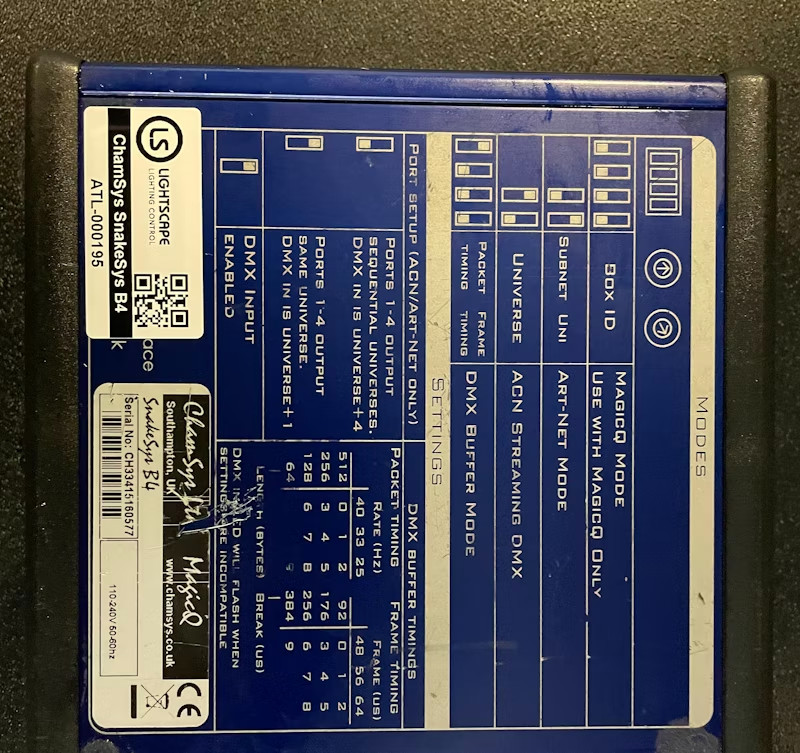 MODES
BOX ID
MAGICQ MODE
USE WITH MAGICQ ONLY
SUBNET UNI
ART-NET MODE
UNIVERSE
ACN STREAMING DMX
PACKET TIMING
FRAME TIMING
DMX BUFFER MODE
SETTINGS
PORT SETUP (ACN/ART-NET ONLY)
PORTS 1-4 OUTPUT
SEQUENTIAL UNIVERSES.
DMX IN IS UNIVERSE+4
PORTS 1-4 OUTPUT
SAME UNIVERSE.
DMX IN IS UNIVERSE+1
DMX INPUT
ENABLED
DMX BUFFER TIMINGS
PACKET TIMING
RATE (HZ)
40 33 25
512 0 1 2
256 3 4 5
128 6 7 8
64 9
LENGTH (BYTES)
FRAME TIMING
FRAME (US)
48 56 64
92 0 1 2
176 3 4 5
256 6 7 8
384 9
BREAK (US)
DMX IN LED WILL FLASH WHEN
SETTINGS ARE INCOMPATIBLE
LS
LIGHTSCAPE
LIGHTING CONTROL
ChamSys SnakeSys B4
ATL-000195
ace
k
ChamSys Ltd
MagicQ
Southampton, UK
www.chamsys.co.uk
SnakeSys B4
Serial No: CH33415160577
110-240V 50-60hz
CE